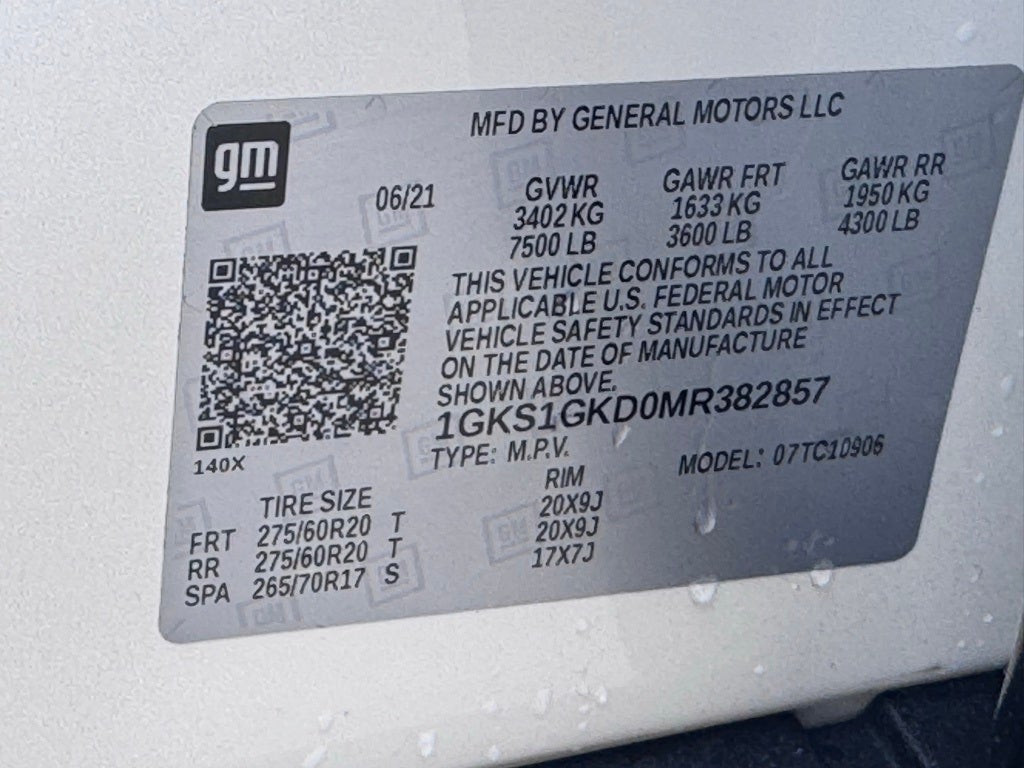 gm
MFD BY GENERAL MOTORS LLC
06/21 GVWR GAWR FRT GAWR RR
3402 KG 1633 KG 1950 KG
7500 LB 3600 LB 4300 LB
THIS VEHICLE CONFORMS TO ALL
APPLICABLE U.S. FEDERAL MOTOR
VEHICLE SAFETY STANDARDS IN EFFECT
ON THE DATE OF MANUFACTURE
SHOWN ABOVE.
1GKS1GKD0MR382857
140X
TYPE: M.P.V. MODEL: 07TC10906
TIRE SIZE RIM
FRT 275/60R20 T 20X9J
RR 275/60R20 T 20X9J
SPA 265/70R17 S 17X7J